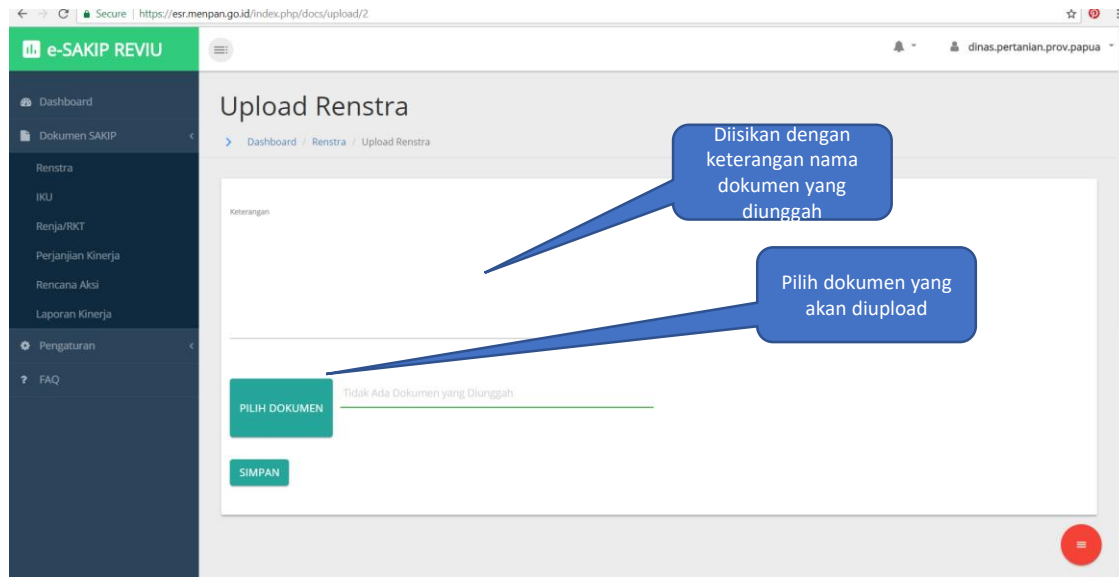 Secure | https://esr.menpan.go.id/index.php/docs/upload/2
e-SAKIP REVIU
dinas.pertanian.prov.papua
Dashboard
Dokumen SAKIP
Renstra
IKU
Renja/RKT
Perjanjian Kinerja
Rencana Aksi
Laporan Kinerja
Pengaturan
? FAQ
Upload Renstra
Dashboard / Renstra / Upload Renstra
Diisikan dengan
keterangan nama
dokumen yang
diunggah
Keterangan
Pilih dokumen yang
akan diupload
PILIH DOKUMEN
Tidak Ada Dokumen yang Diunggah
SIMPAN